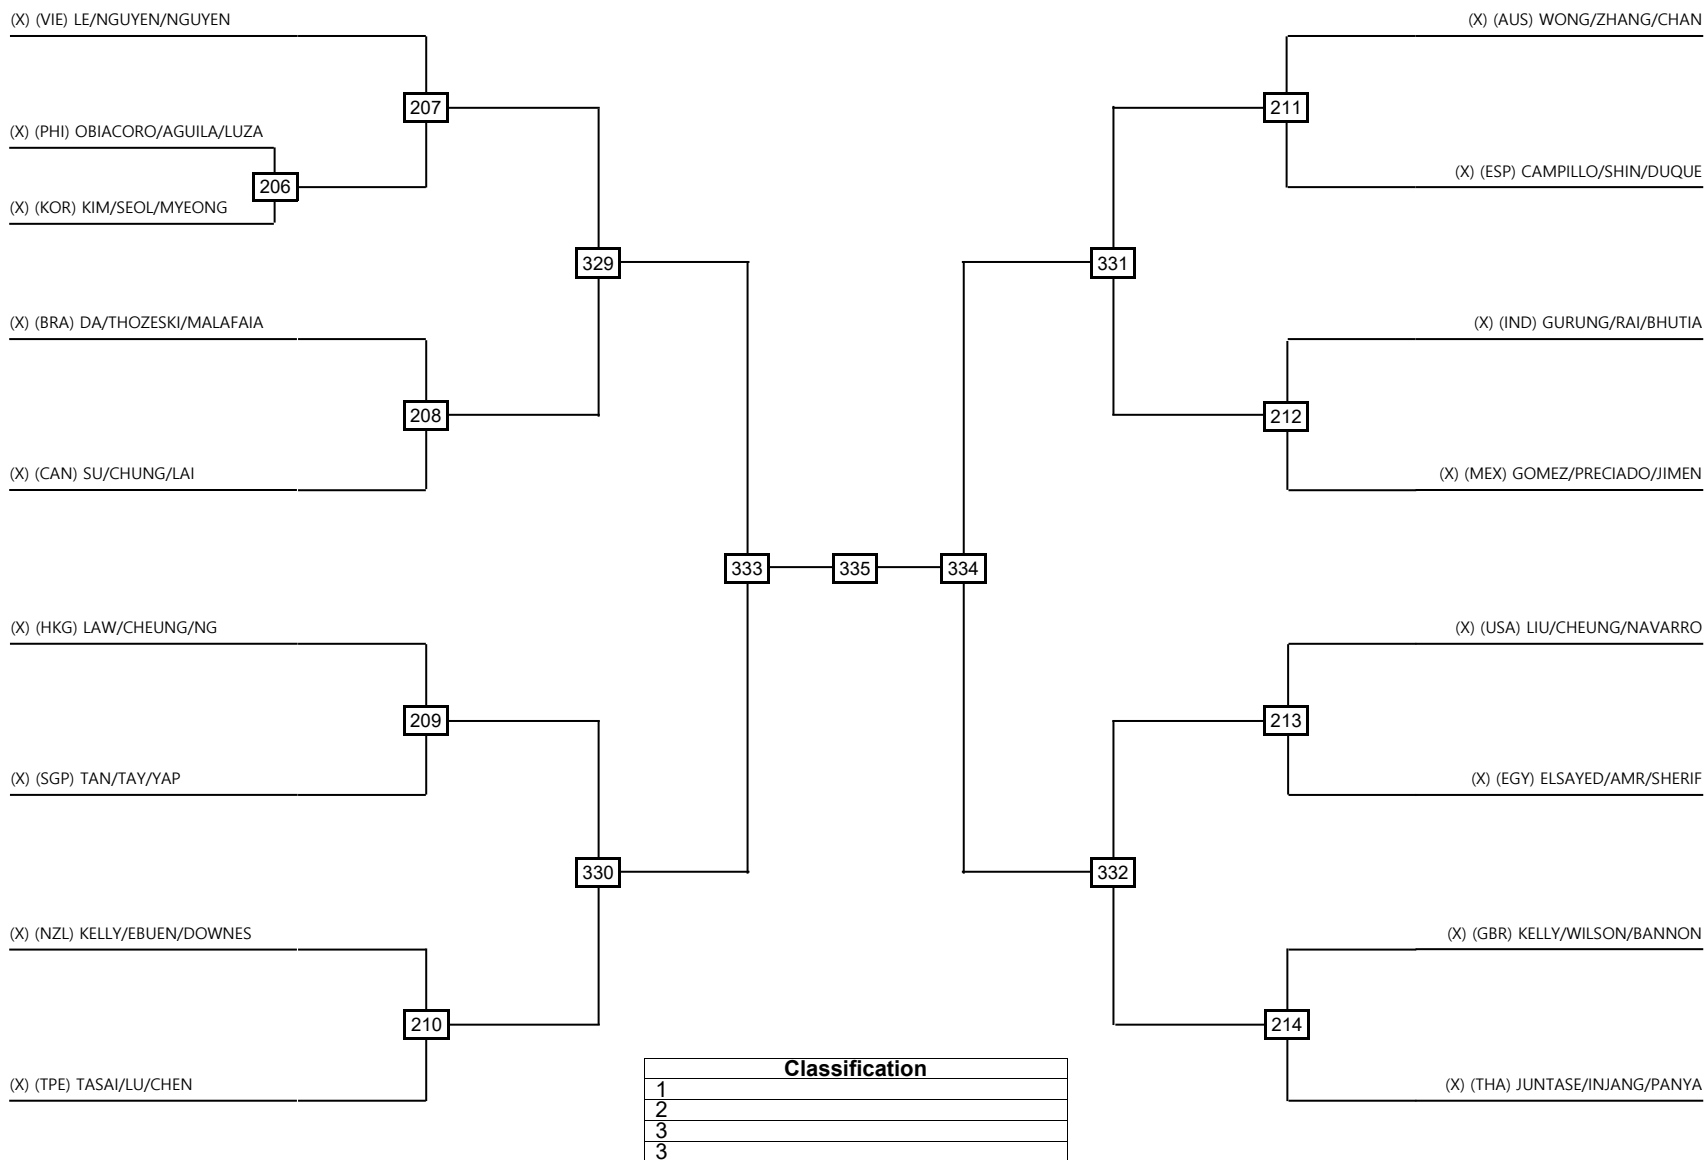 (X) (VIE) LE/NGUYEN/NGUYEN
(X) (AUS) WONG/ZHANG/CHAN
207
211
(X) (PHI) OBIACORO/AGUILA/LUZA
(X) (ESP) CAMPILLO/SHIN/DUQUE
206
(X) (KOR) KIM/SEOL/MYEONG
329
331
(X) (BRA) DA/THOZESKI/MALAFAIA
(X) (IND) GURUNG/RAI/BHUTIA
208
212
(X) (CAN) SU/CHUNG/LAI
(X) (MEX) GOMEZ/PRECIADO/JIMEN
333
335
334
(X) (HKG) LAW/CHEUNG/NG
(X) (USA) LIU/CHEUNG/NAVARRO
209
213
(X) (SGP) TAN/TAY/YAP
(X) (EGY) ELSAYED/AMR/SHERIF
330
332
(X) (NZL) KELLY/EBUEN/DOWNES
(X) (GBR) KELLY/WILSON/BANNON
210
214
(X) (TPE) TASAI/LU/CHEN
(X) (THA) JUNTASE/INJANG/PANYA
Classification
1
2
3
3